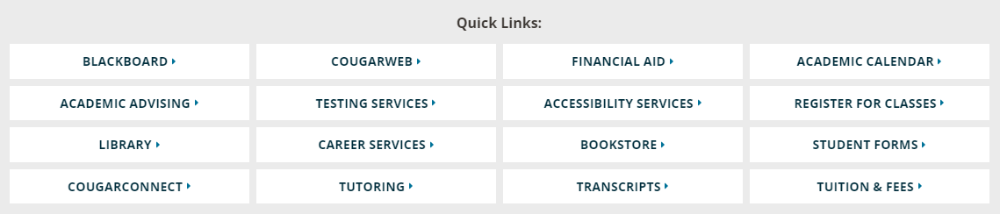 Quick Links:
BLACKBOARD
COUGARWEB
FINANCIAL AID
ACADEMIC CALENDAR
ACADEMIC ADVISING
TESTING SERVICES
ACCESSIBILITY SERVICES
REGISTER FOR CLASSES
LIBRARY
CAREER SERVICES
BOOKSTORE
STUDENT FORMS
COUGARCONNECT
TUTORING
TRANSCRIPTS
TUITION & FEES